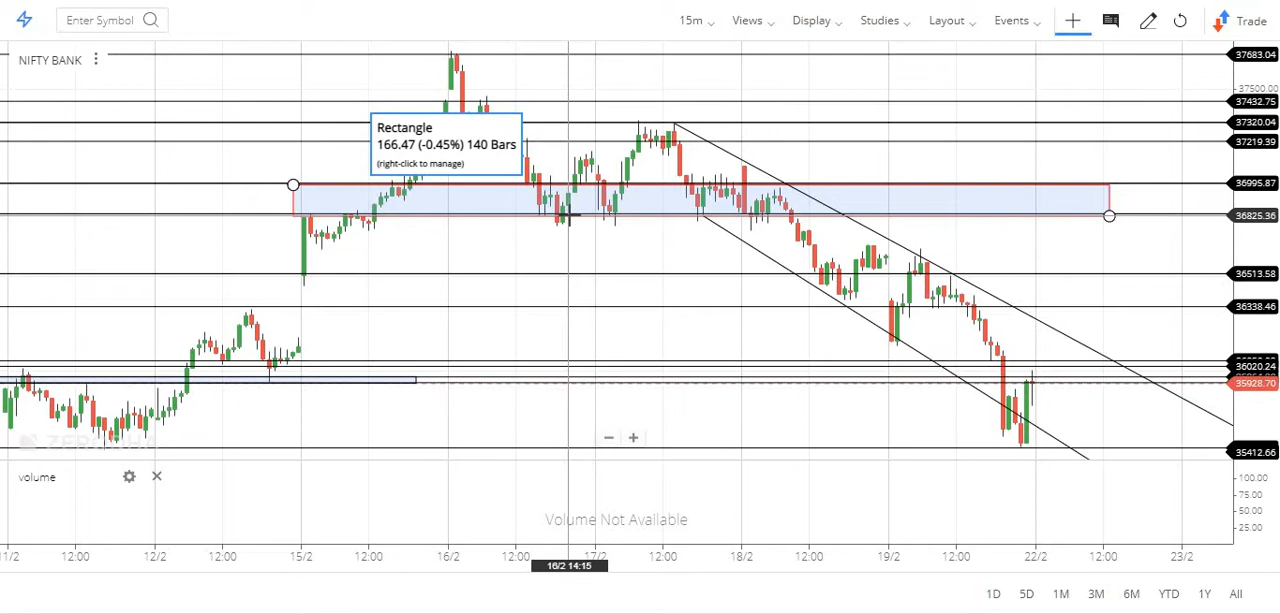 Enter Symbol
15m Views Display Studies Layout Events Trade
NIFTY BANK
Rectangle
166.47 (-0.45%) 140 Bars
(right-click to manage)
37683.04
37500.00
37432.75
37320.04
37219.39
36995.87
36825.36
36513.58
36338.46
36020.24
35928.70
35412.66
ZERODHA
volume
Volume Not Available
100.00
75.00
50.00
25.00
11/2 12:00 12/2 12:00 15/2 12:00 16/2 12:00 17/2 12:00 18/2 12:00 19/2 12:00 22/2 12:00 23/2
16/2 14:15
1D 5D 1M 3M 6M YTD 1Y All